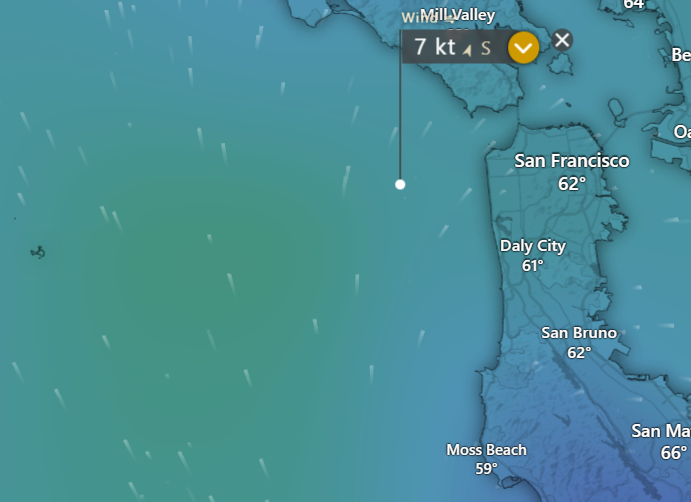 64
Mill Valley
Wind
7 kt S
Be
Oa
San Francisco
62°
Daly City
61°
San Bruno
62°
San Ma
66°
Moss Beach
59°